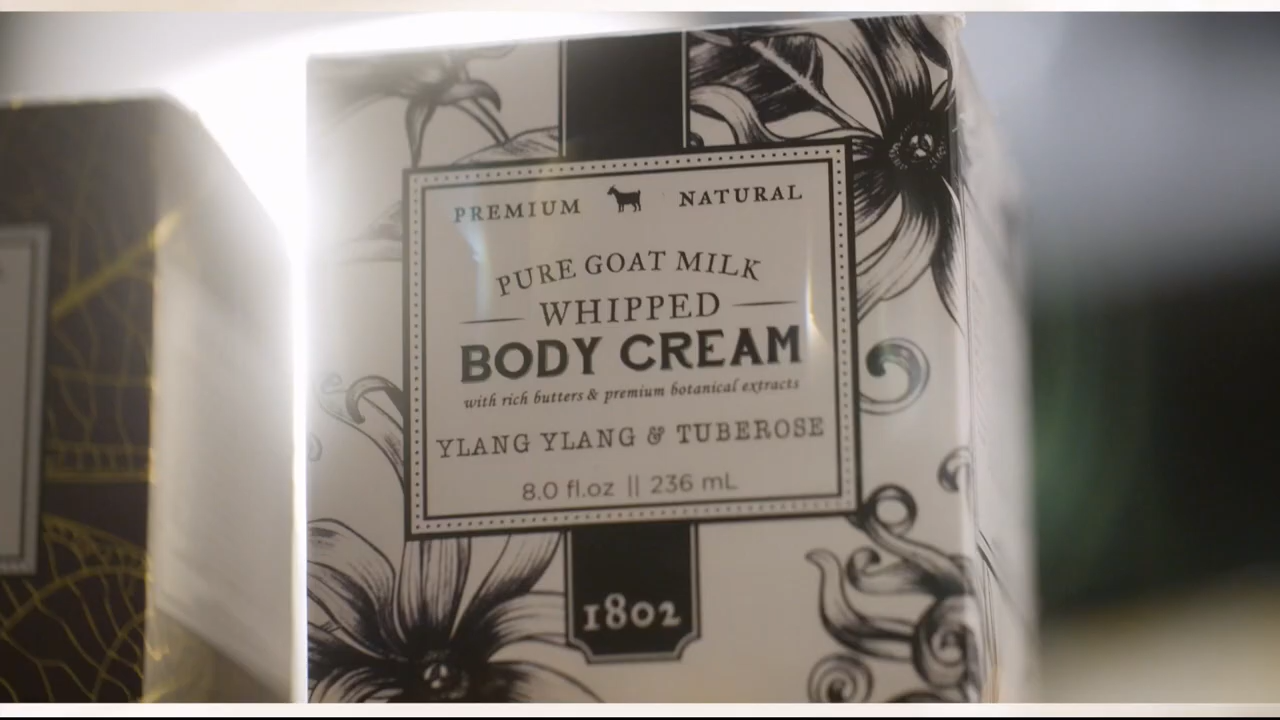 PREMIUM NATURAL
PURE GOAT MILK
WHIPPED
BODY CREAM
with rich butters & premium botanical extracts
YLANG YLANG & TUBEROSE
8.0 fl.oz || 236 mL
1802